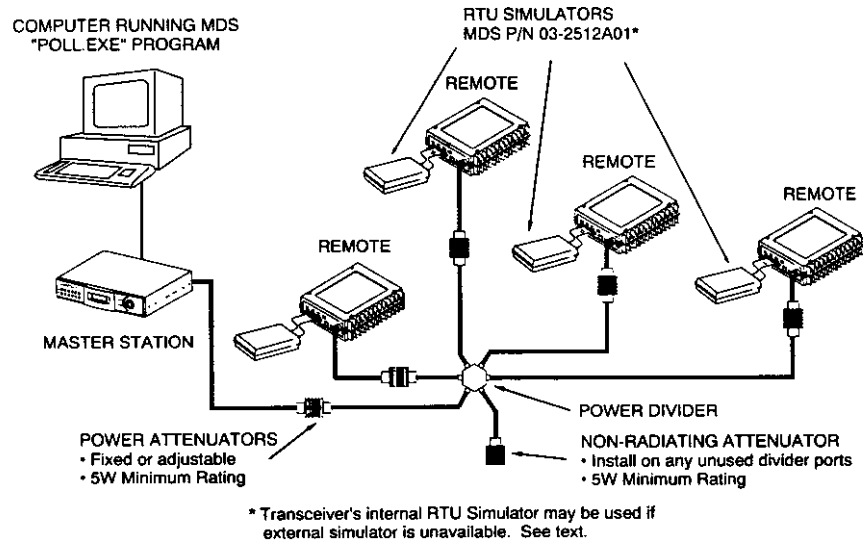 COMPUTER RUNNING MDS
"POLL.EXE" PROGRAM
RTU SIMULATORS
MDS P/N 03-2512A01*
REMOTE
REMOTE
REMOTE
REMOTE
MASTER STATION
POWER DIVIDER
POWER ATTENUATORS
• Fixed or adjustable
• 5W Minimum Rating
NON-RADIATING ATTENUATOR
• Install on any unused divider ports
• 5W Minimum Rating
* Transceiver's internal RTU Simulator may be used if
external simulator is unavailable. See text.